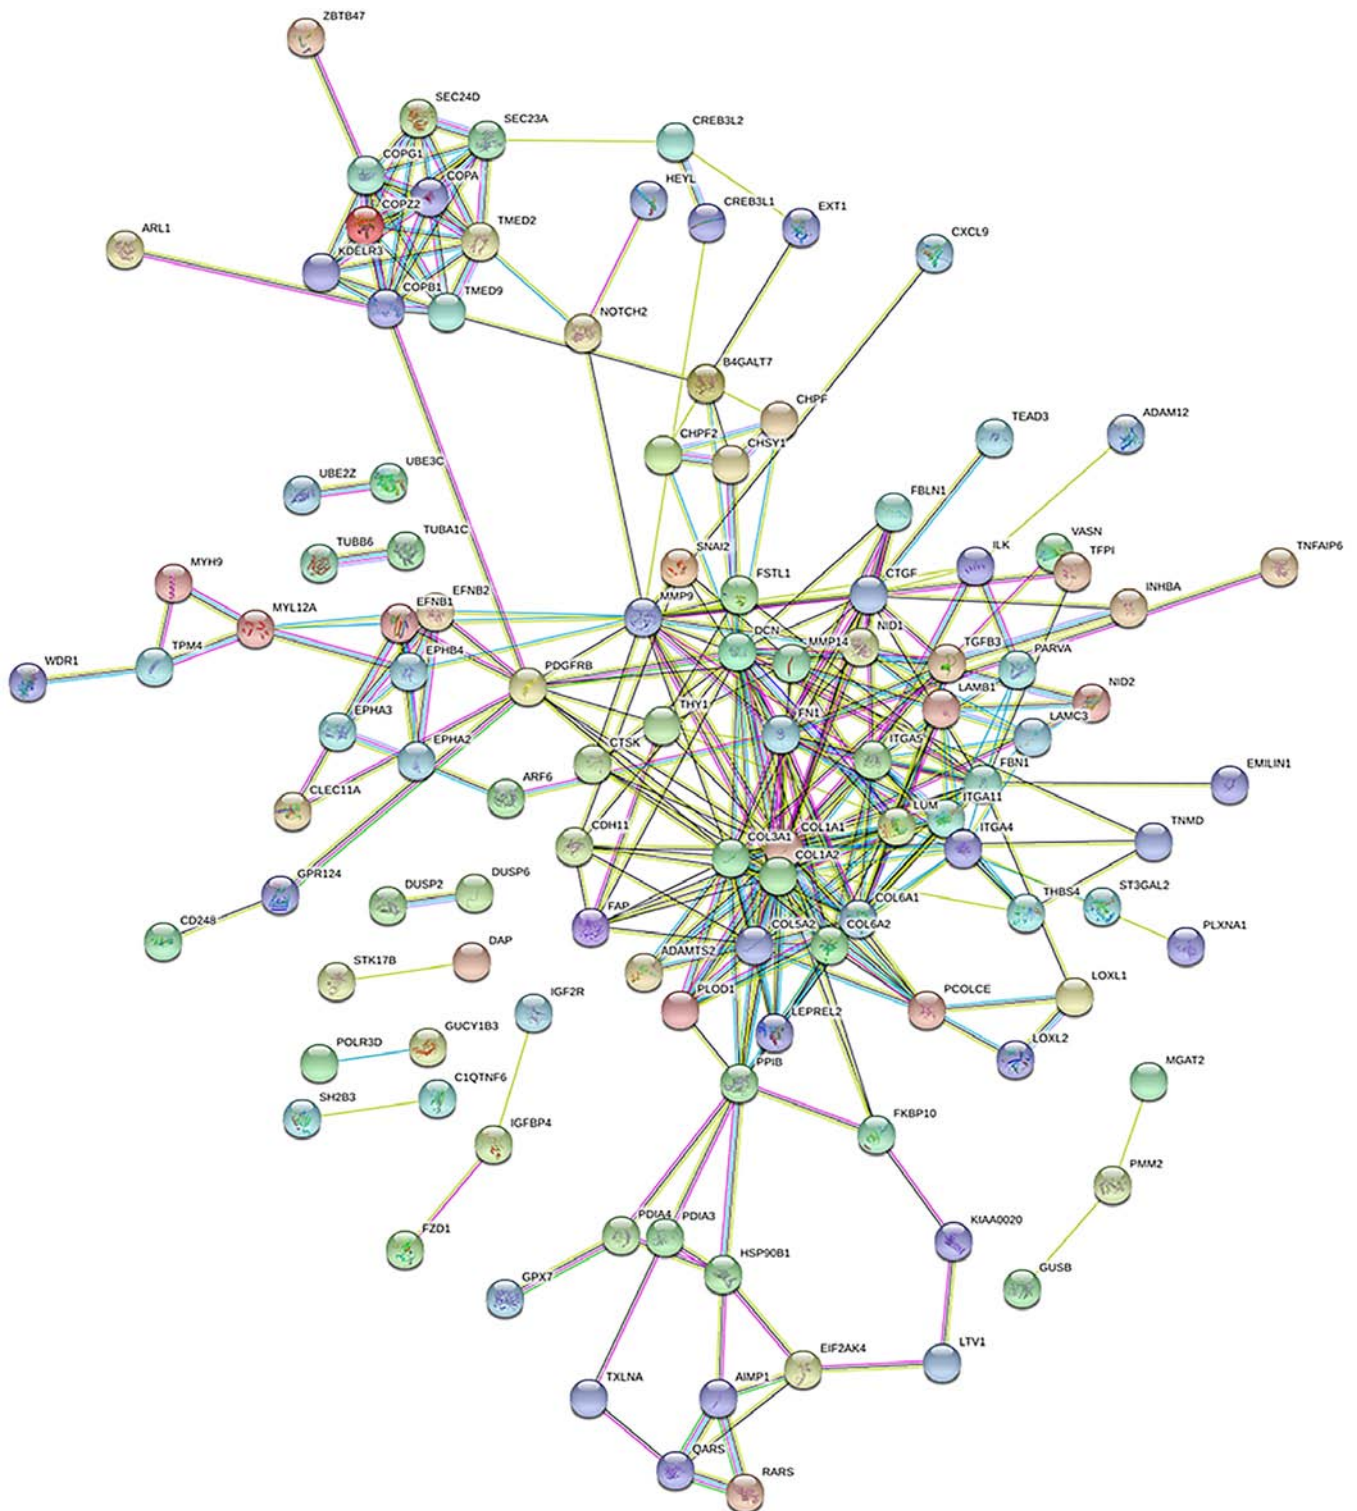 ZBTB47
SEC24D
SEC23A
CREB3L2
COPG1
COPA
HEYL
CREB3L1
EXT1
COPZ2
TMED2
ARL1
CXCL9
KDELR3
COPB1
TMED9
NOTCH2
B4GALT7
CHPF
TEAD3
ADAM12
CHPF2
CHSY1
UBE3C
UBE2Z
FBLN1
TUBA1C
TUBB6
VASN
ILK
TFPI
TNFAIP6
SNAI2
MYH9
FSTL1
CTGF
EFNB2
EFNB1
MMP9
INHBA
MYL12A
DCN
NID1
MMP14
TGFB3
PARVA
TPM4
EPHB4
WDR1
PDGFRB
NID2
LAMB1
THY1
EPHA3
FN1
LAMC3
ITGA5
EPHA2
CTSK
FBN1
EMILIN1
ARF6
CLEC11A
ITGA11
LUM
COL1A1
COL3A1
ITGA4
TNMD
CDH11
COL1A2
GPR124
DUSP6
DUSP2
COL6A1
THBS4
ST3GAL2
FAP
CD248
COL5A2
COL6A2
PLXNA1
DAP
STK17B
ADAMTS2
PLOD1
PCOLCE
LOXL1
IGF2R
LEPREL2
GUCY1B3
POLR3D
LOXL2
PPIB
MGAT2
C1QTNF6
SH2B3
FKBP10
IGFBP4
PMM2
PDIA4
PDIA3
FZD1
KIAA0020
HSP90B1
GUSB
GPX7
LTV1
EIF2AK4
TXLNA
AIMP1
QARS
RARS